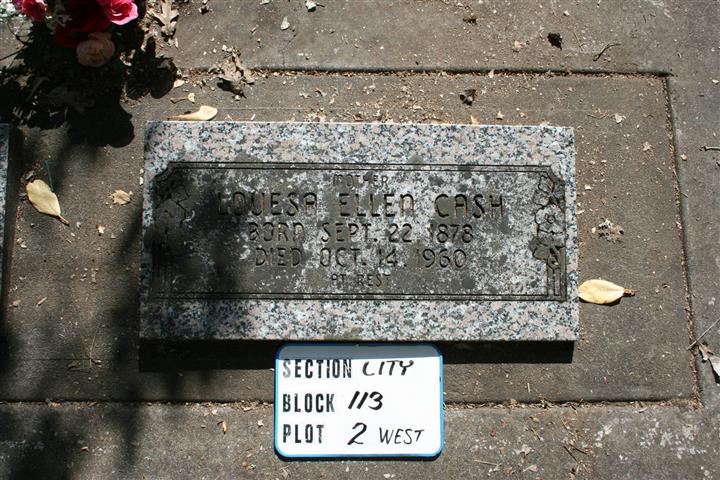 MOTHER
LOUESA ELLEN CASH
BORN SEPT. 22 1878
DIED OCT. 14, 1960
AT REST
SECTION CITY
BLOCK 113
PLOT 2 WEST